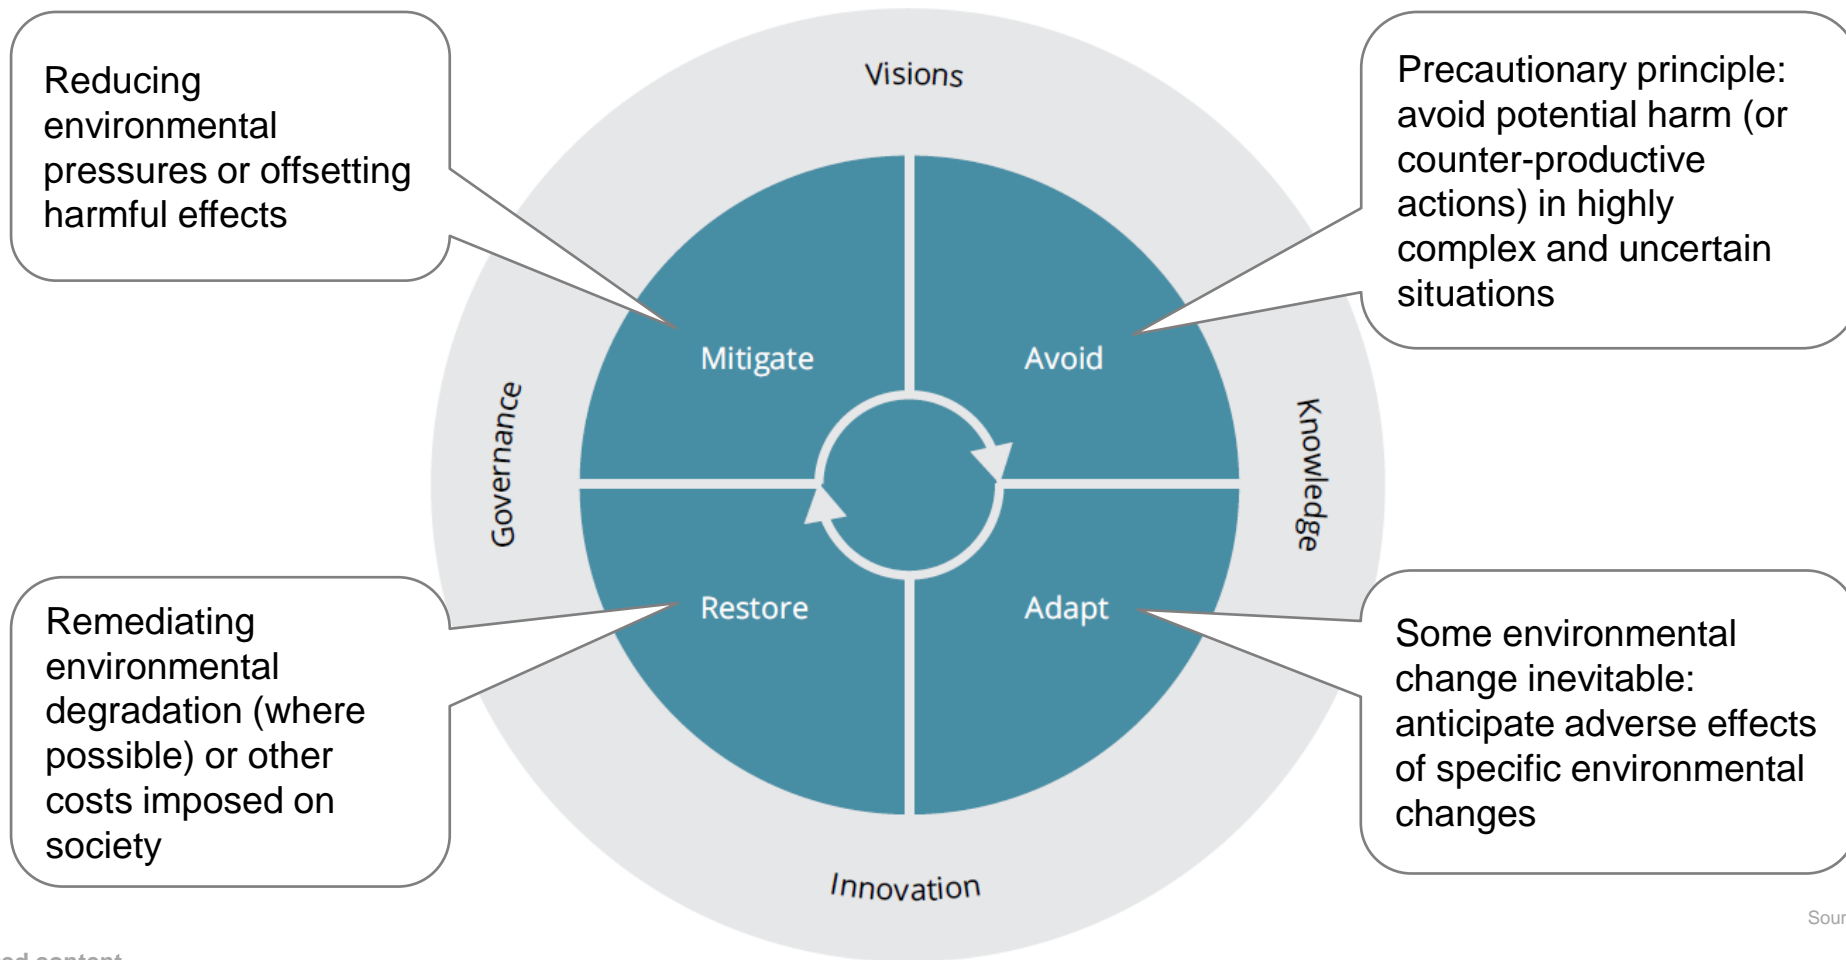 Reducing
environmental
pressures or offsetting
harmful effects
Visions
Precautionary principle:
avoid potential harm (or
counter-productive
actions) in highly
complex and uncertain
situations
Mitigate
Avoid
Governance
Knowledge
Restore
Adapt
Remediating
environmental
degradation (where
possible) or other
costs imposed on
society
Some environmental
change inevitable:
anticipate adverse effects
of specific environmental
changes
Innovation
content